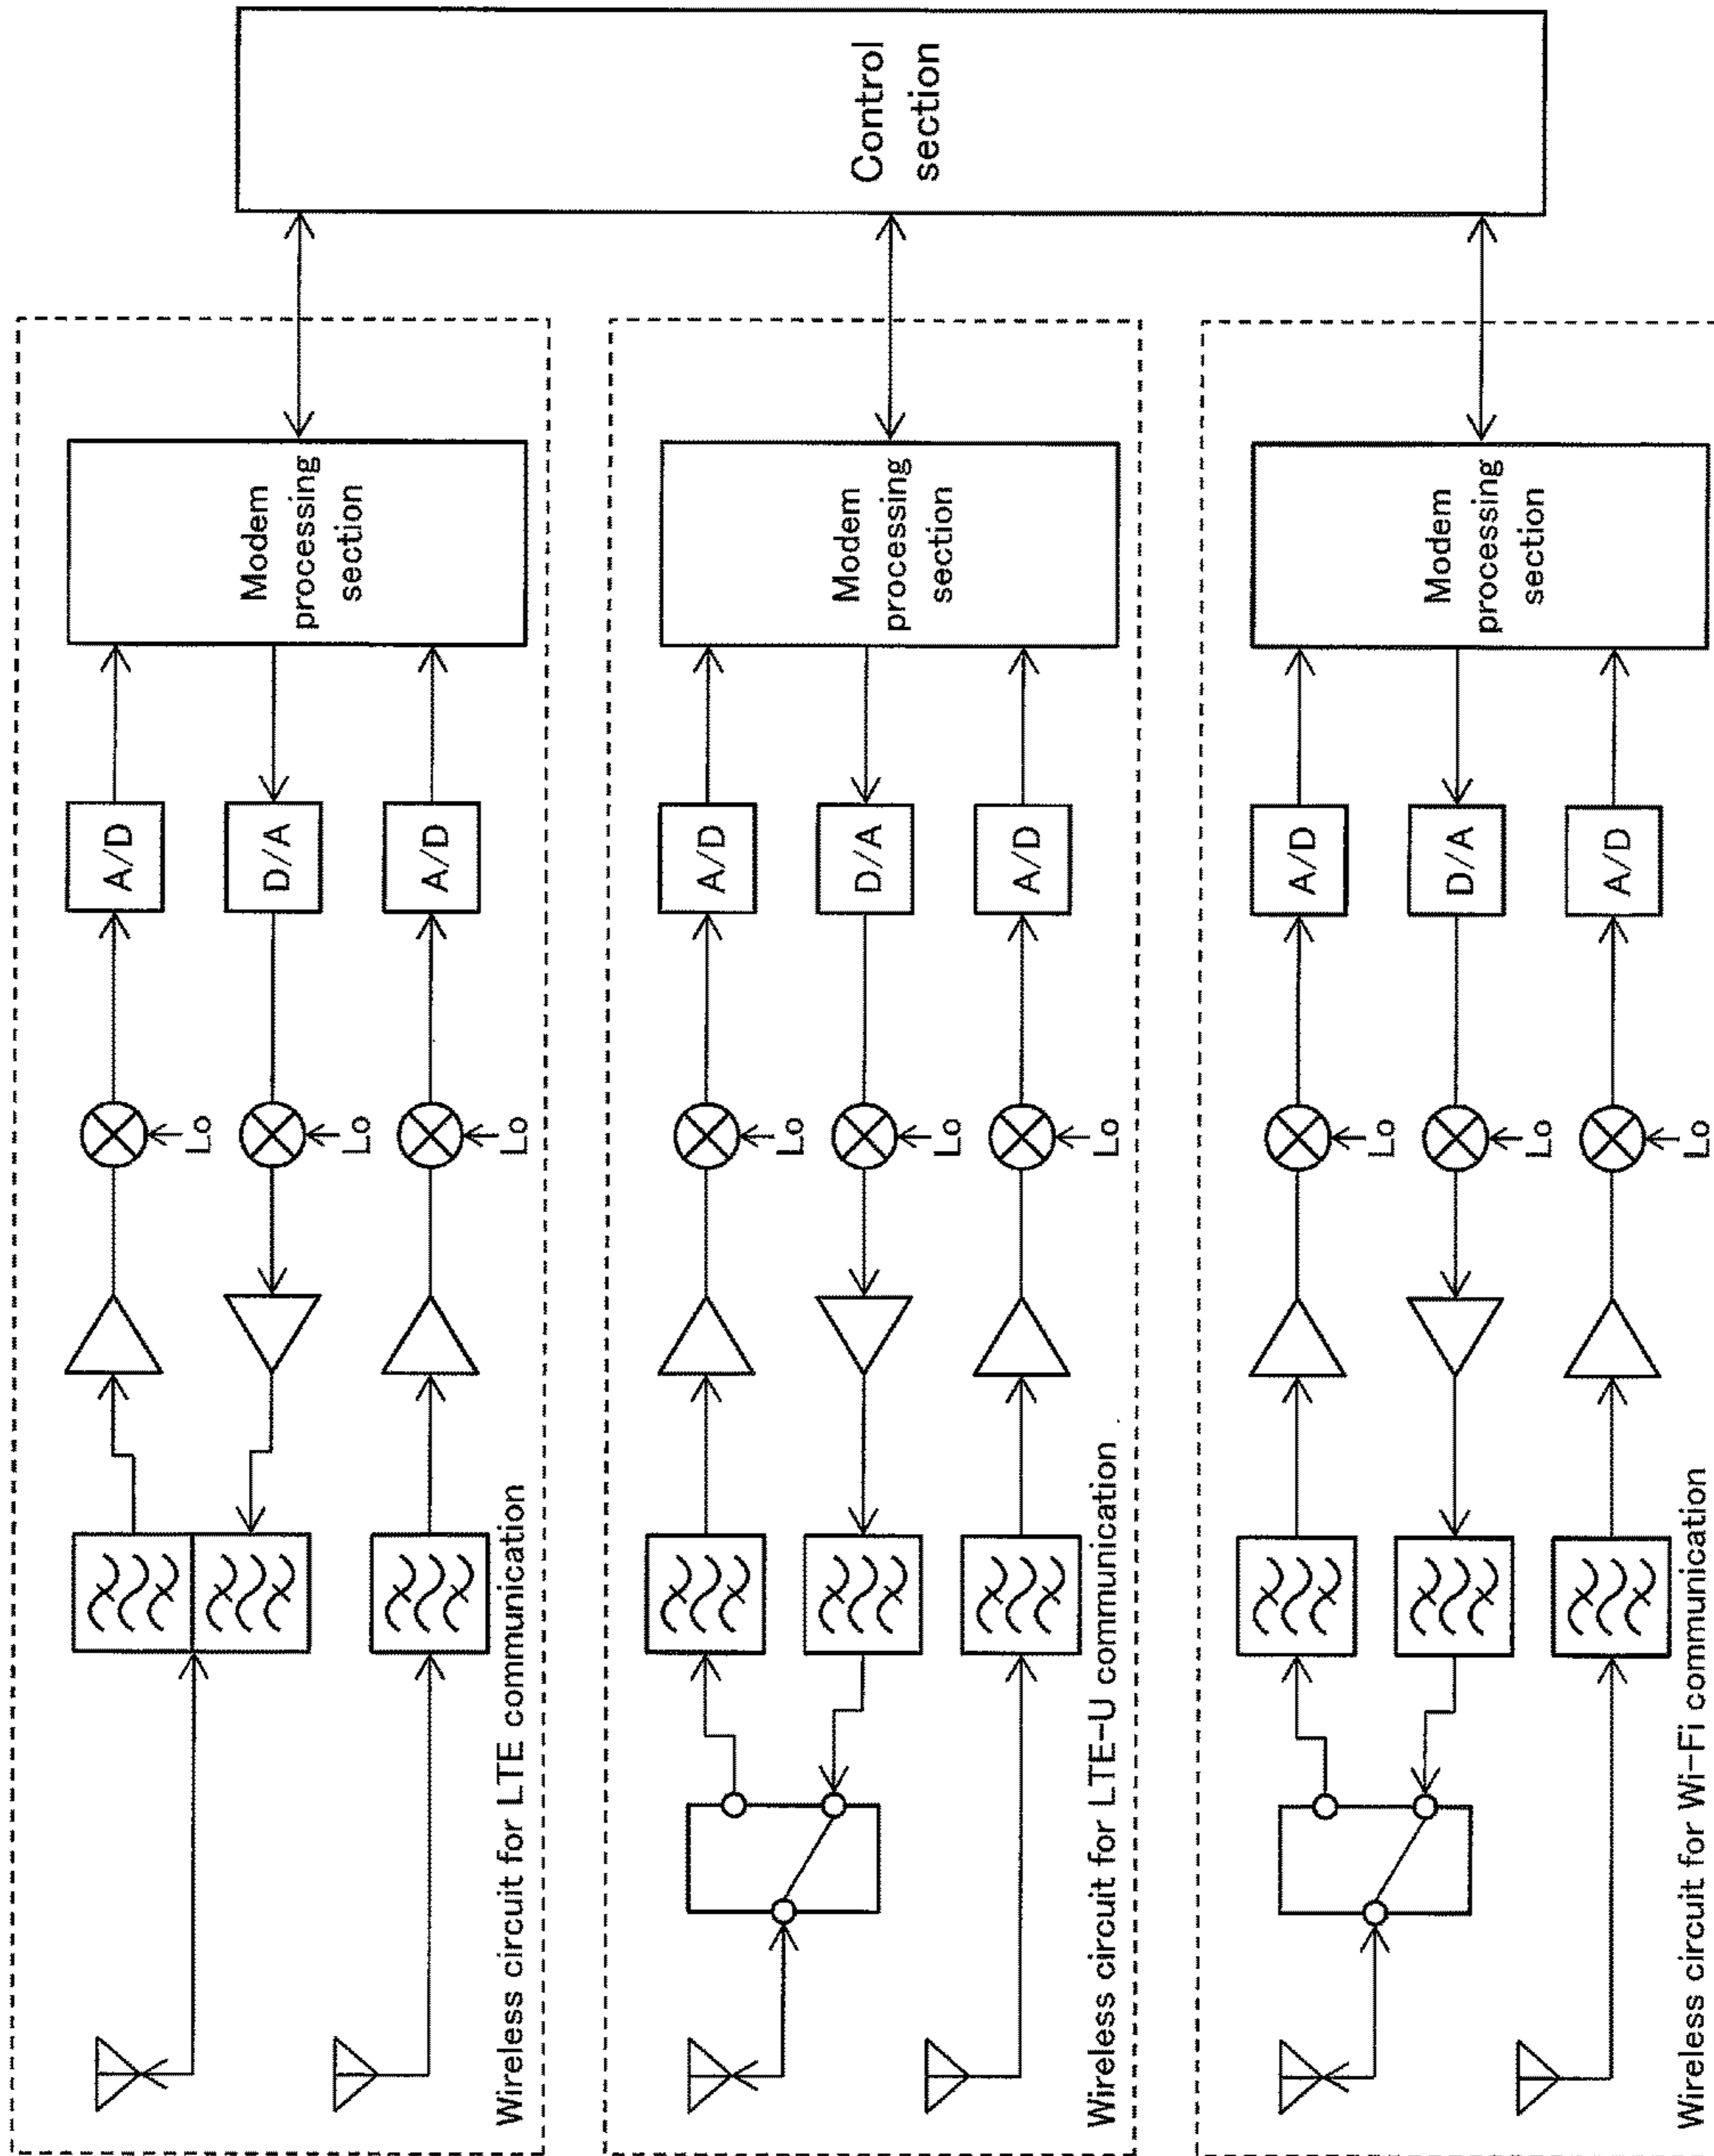 Control
section
Modem
processing
section
A/D
D/A
A/D
Lo
Lo
Lo
Wireless circuit for LTE communication
Modem
processing
section
A/D
D/A
A/D
Lo
Lo
Lo
Wireless circuit for LTE-U communication
Modem
processing
section
A/D
D/A
A/D
Lo
Lo
Lo
Wireless circuit for Wi-Fi communication